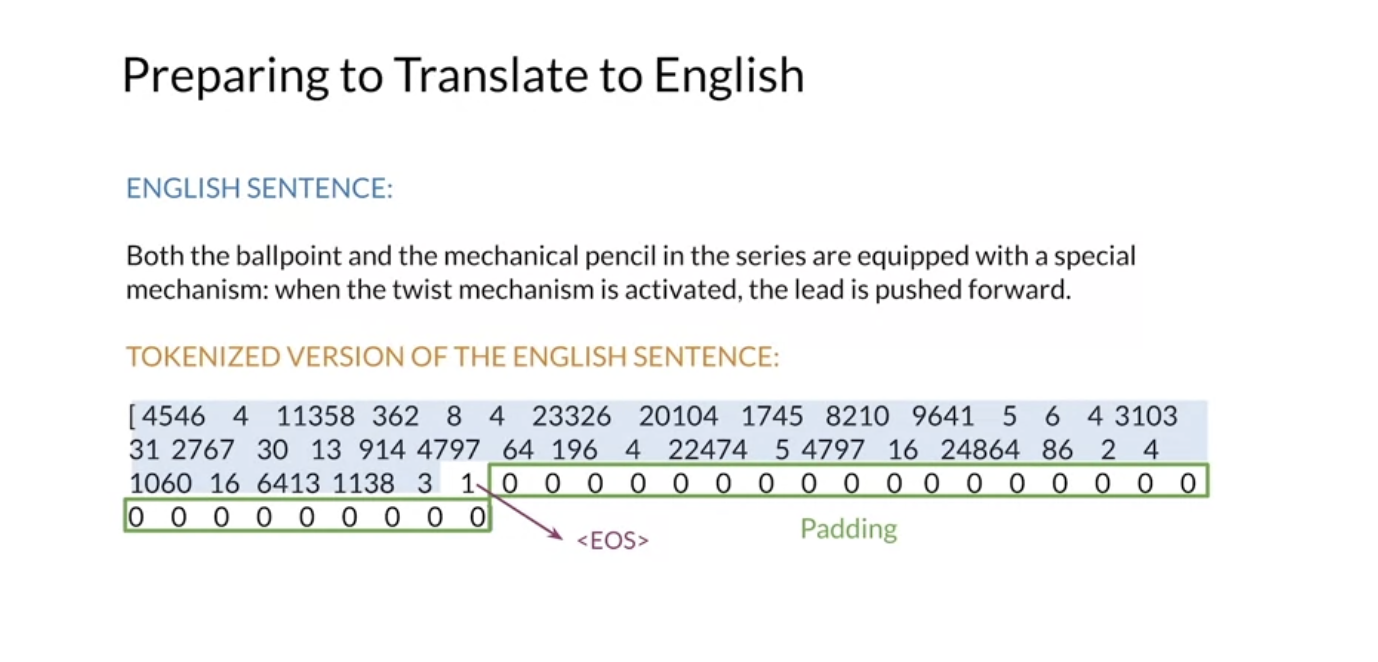 Preparing to Translate to English
ENGLISH SENTENCE:
Both the ballpoint and the mechanical pencil in the series are equipped with a special
mechanism: when the twist mechanism is activated, the lead is pushed forward.
TOKENIZED VERSION OF THE ENGLISH SENTENCE:
[ 4546 4 11358 362 8 4 23326 20104 1745 8210 9641 5 6 4 3103
31 2767 30 13 914 4797 64 196 4 22474 5 4797 16 24864 86 2 4
1060 16 6413 1138 3 1 0 0 0 0 0 0 0 0 0 0 0 0 0 0 0 0 0
0 0 0 0 0 0 0 0 0
<EOS>
Padding